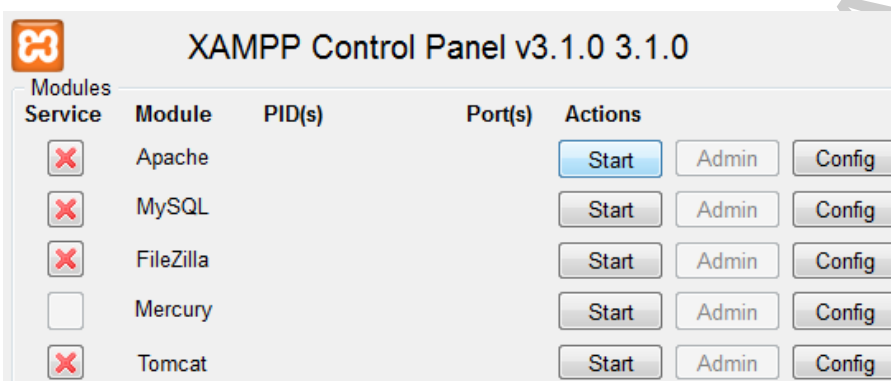 XAMPP Control Panel v3.1.0 3.1.0
Modules
Service Module PID(s) Port(s) Actions
Apache Start Admin Config
MySQL Start Admin Config
FileZilla Start Admin Config
Mercury Start Admin Config
Tomcat Start Admin Config